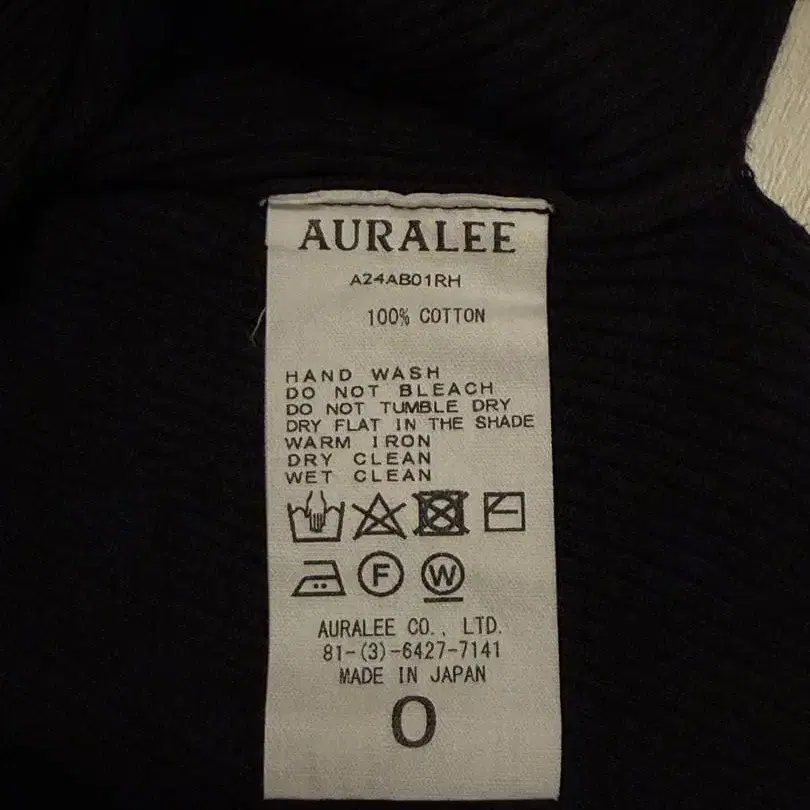 AURALEE
A24AB01RH
100% COTTON
HAND WASH
DO NOT BLEACH
DO NOT TUMBLE DRY
DRY FLAT IN THE SHADE
WARM IRON
DRY CLEAN
WET CLEAN
F W
AURALEE CO., LTD.
81-(3)-6427-7141
MADE IN JAPAN
0